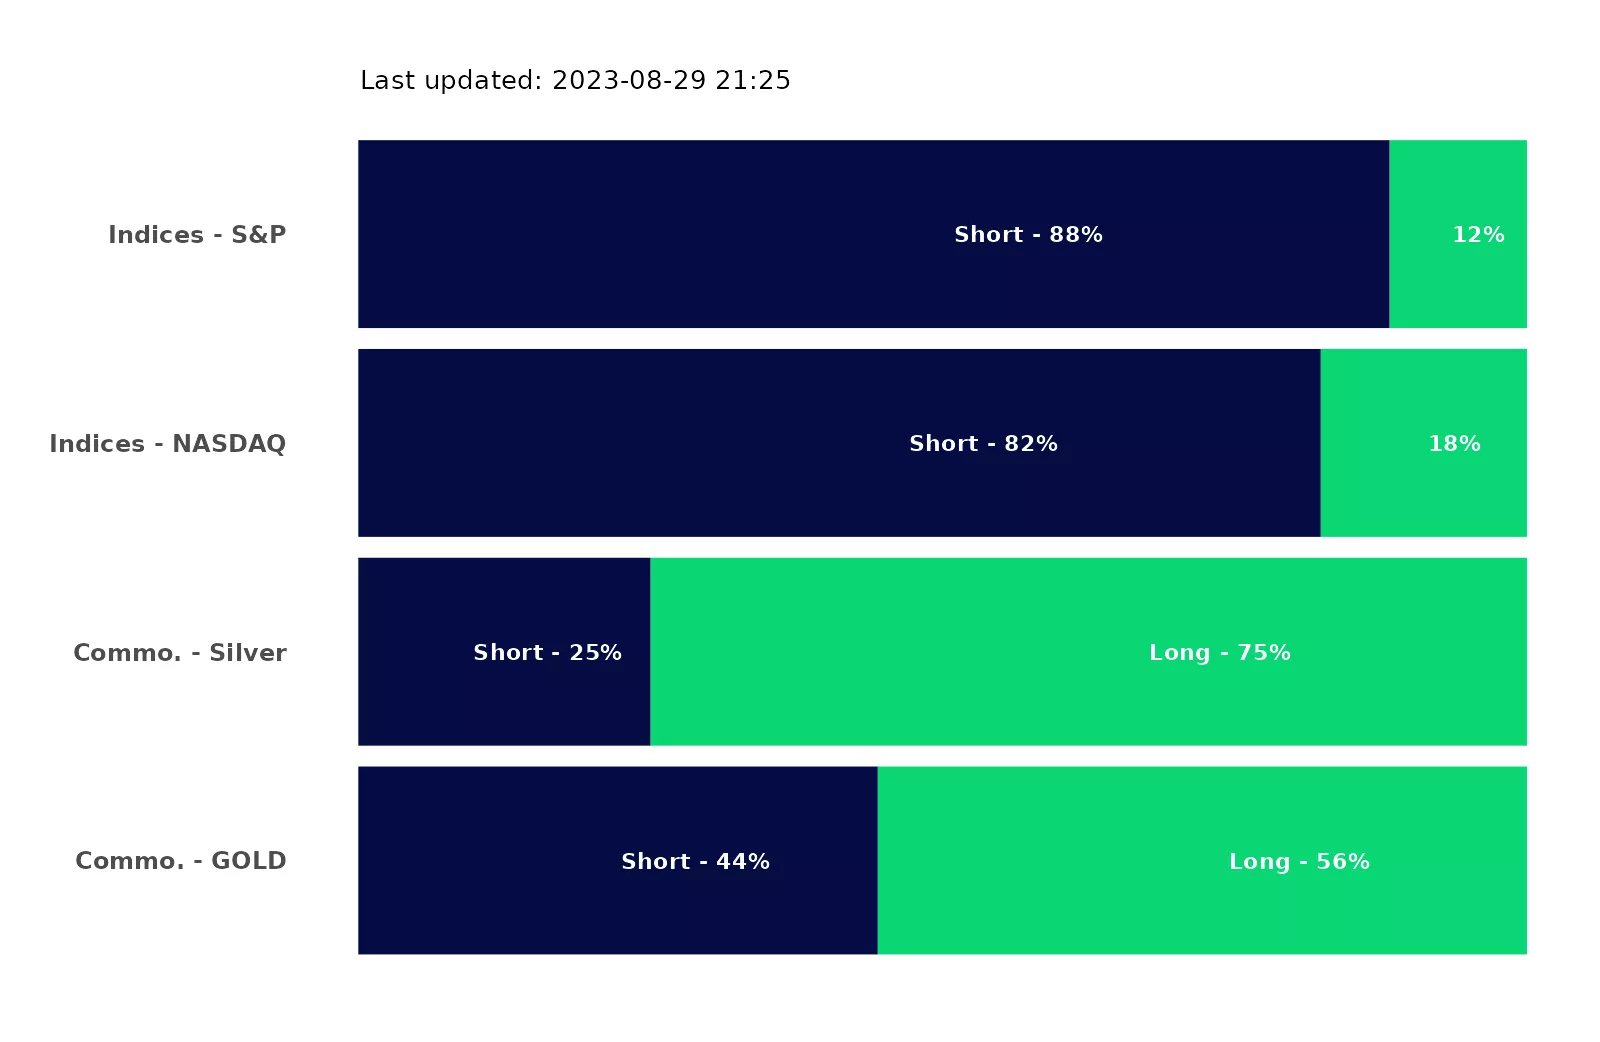 Last updated: 2023-08-29 21:25
Indices - S&P
Short - 88%
12%
Indices - NASDAQ
Short - 82%
18%
Commo. - Silver
Short - 25%
Long - 75%
Commo. - GOLD
Short - 44%
Long - 56%